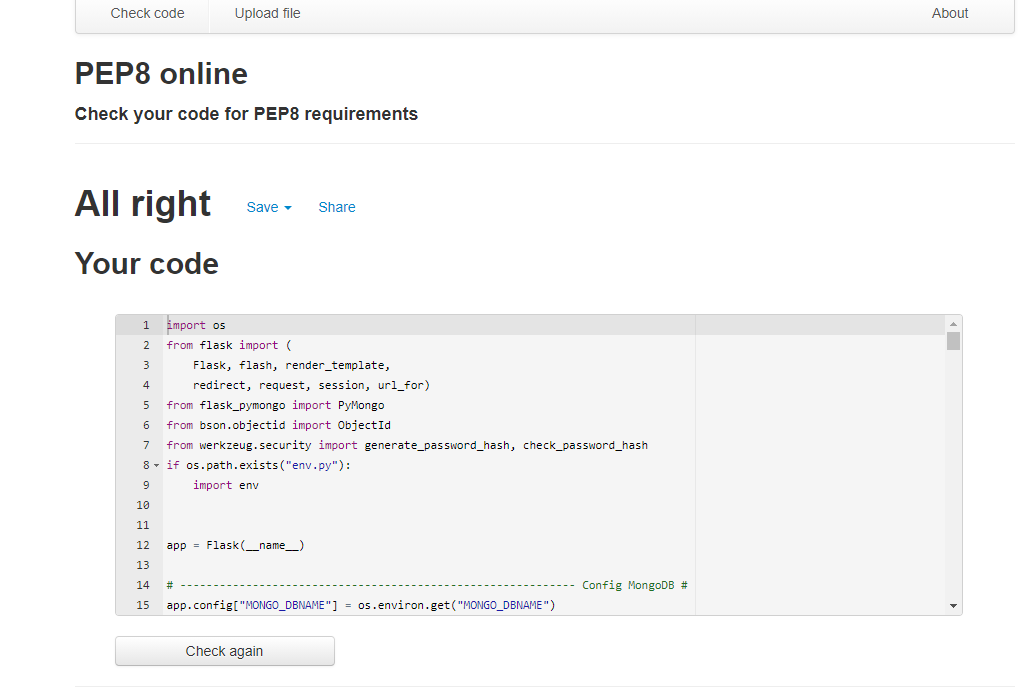 Check code Upload file About
PEP8 online
Check your code for PEP8 requirements
All right Save Share
Your code
1 import os
2 from flask import (
3     Flask, flash, render_template,
4     redirect, request, session, url_for)
5 from flask_pymongo import PyMongo
6 from bson.objectid import ObjectId
7 from werkzeug.security import generate_password_hash, check_password_hash
8 if os.path.exists("env.py"):
9     import env
10
11
12 app = Flask(__name__)
13
14 # ------------------------------------------------------------ Config MongoDB #
15 app.config["MONGO_DBNAME"] = os.environ.get("MONGO_DBNAME")
Check again